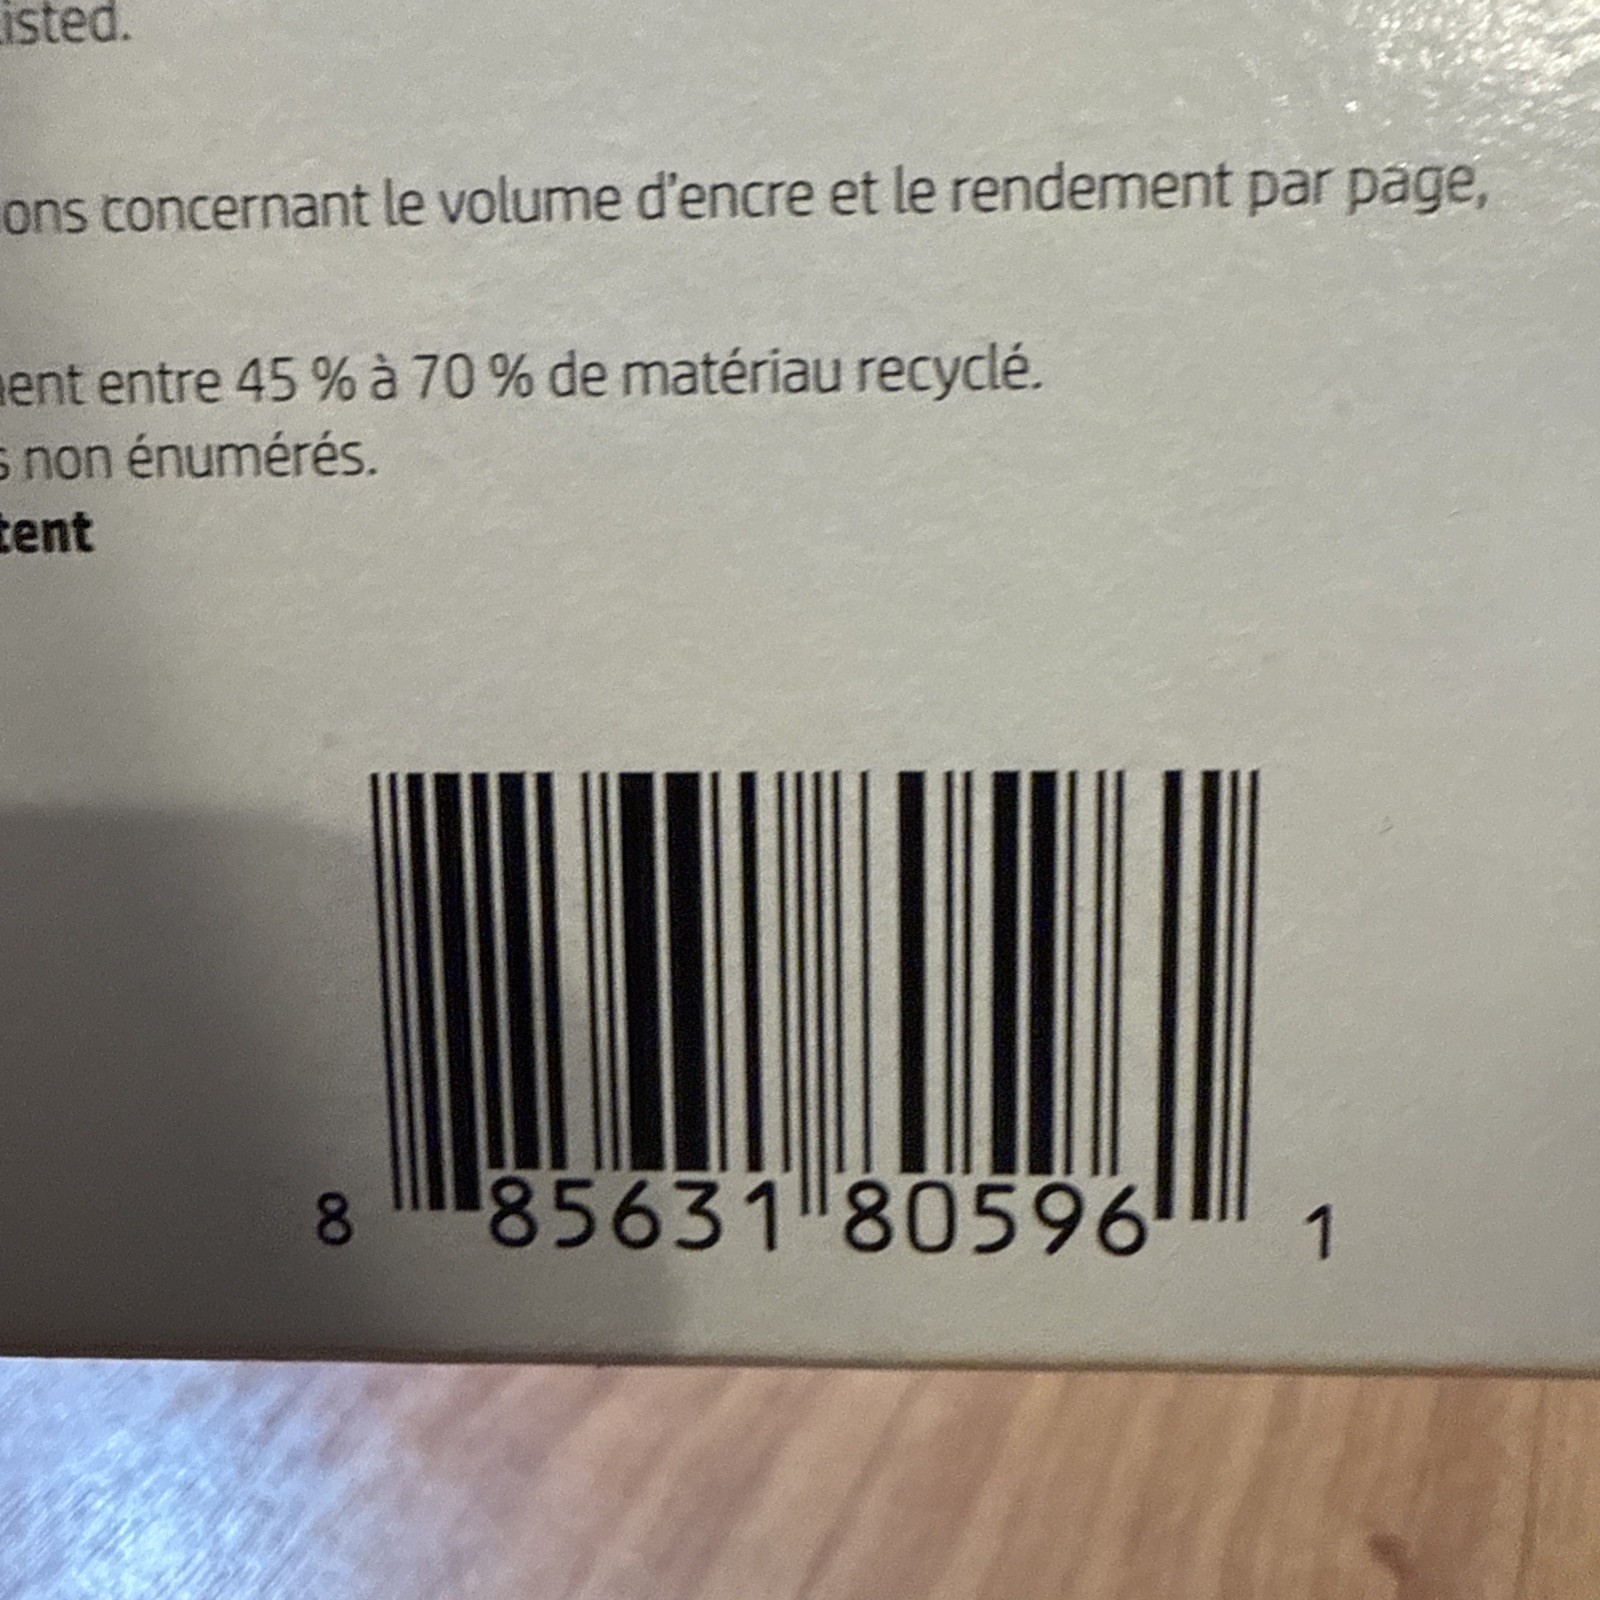 isted.
ons concernant le volume d'encre et le rendement par page,
ent entre 45 % à 70 % de matériau recyclé.
s non énumérés.
tent
8 85631 80596 1